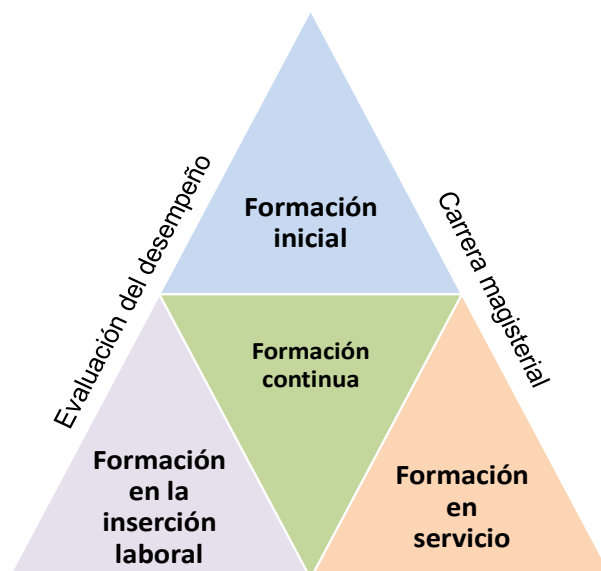 Formación
inicial
Evaluación del desempeño
Carrera magisterial
Formación
continua
Formación
en la
inserción
laboral
Formación
en
servicio